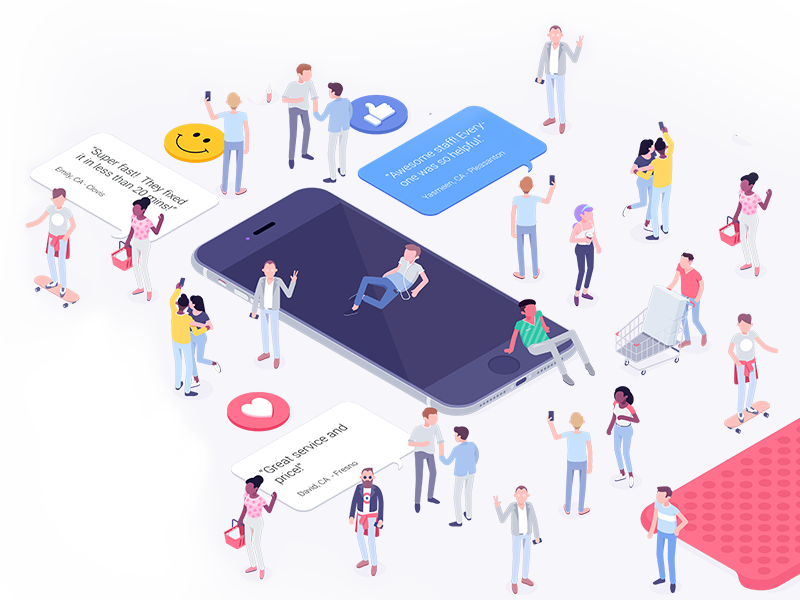 "Super fast! They fixed
it in less than 20 mins!"
Emily, CA - Clovis
"Awesome staff! Every-
one was so helpful."
Yasmeen, CA - Pleasanton
"Great service and
price!"
David, CA - Fresno